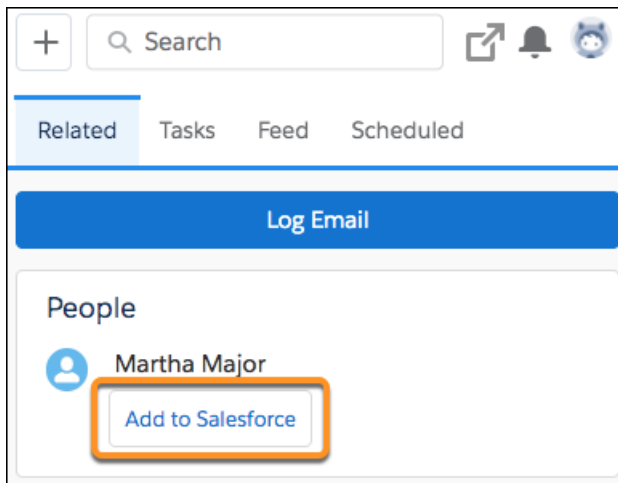 Search
Related Tasks Feed Scheduled
Log Email
People
Martha Major
Add to Salesforce